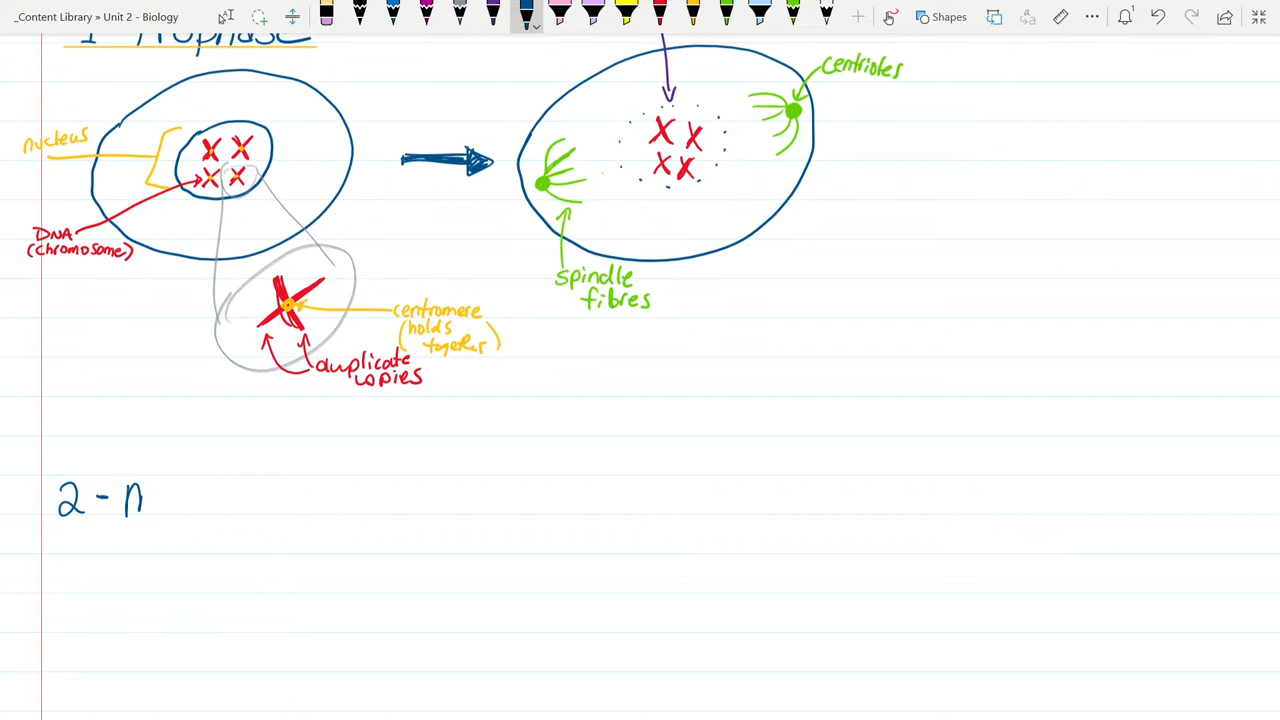 _Content Library » Unit 2 - Biology
Shapes
1 - Prophase
centrioles
nucleus
DNA
(chromosome)
spindle
fibres
centromere
(holds
together)
duplicate
copies
2 - n